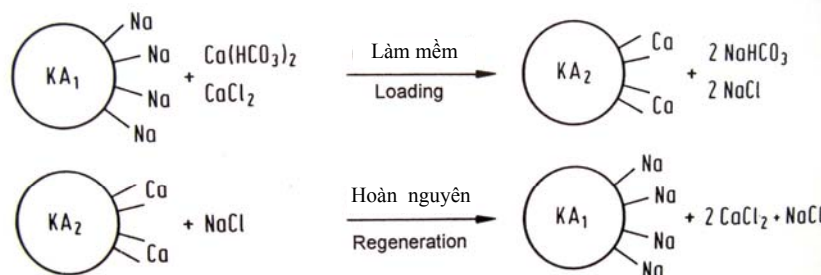 Na
Na
Na
Na
KA₁ + Ca(HCO₃)₂
CaCl₂
Làm mềm
Loading
KA₂
Ca
Ca
+ 2 NaHCO₃
2 NaCl
KA₂
Ca
Ca
+ NaCl
Hoàn nguyên
Regeneration
KA₁
Na
Na
Na
Na
+ 2 CaCl₂ + NaCl